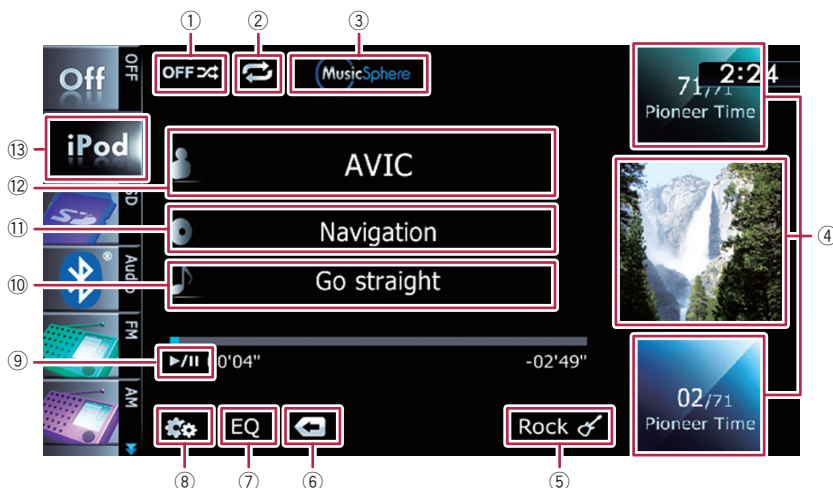 ① ② ③
Off OFF
OFF
MusicSphere
71/71
2:24
Pioneer Time
⑬ iPod
④
⑫ AVIC
SD
⑪ Navigation
⑩ Go straight
Audio
FM
⑨ ►/II 0'04" -02'49"
AM
02/71
Pioneer Time
EQ
Rock
⑧ ⑦ ⑥ ⑤